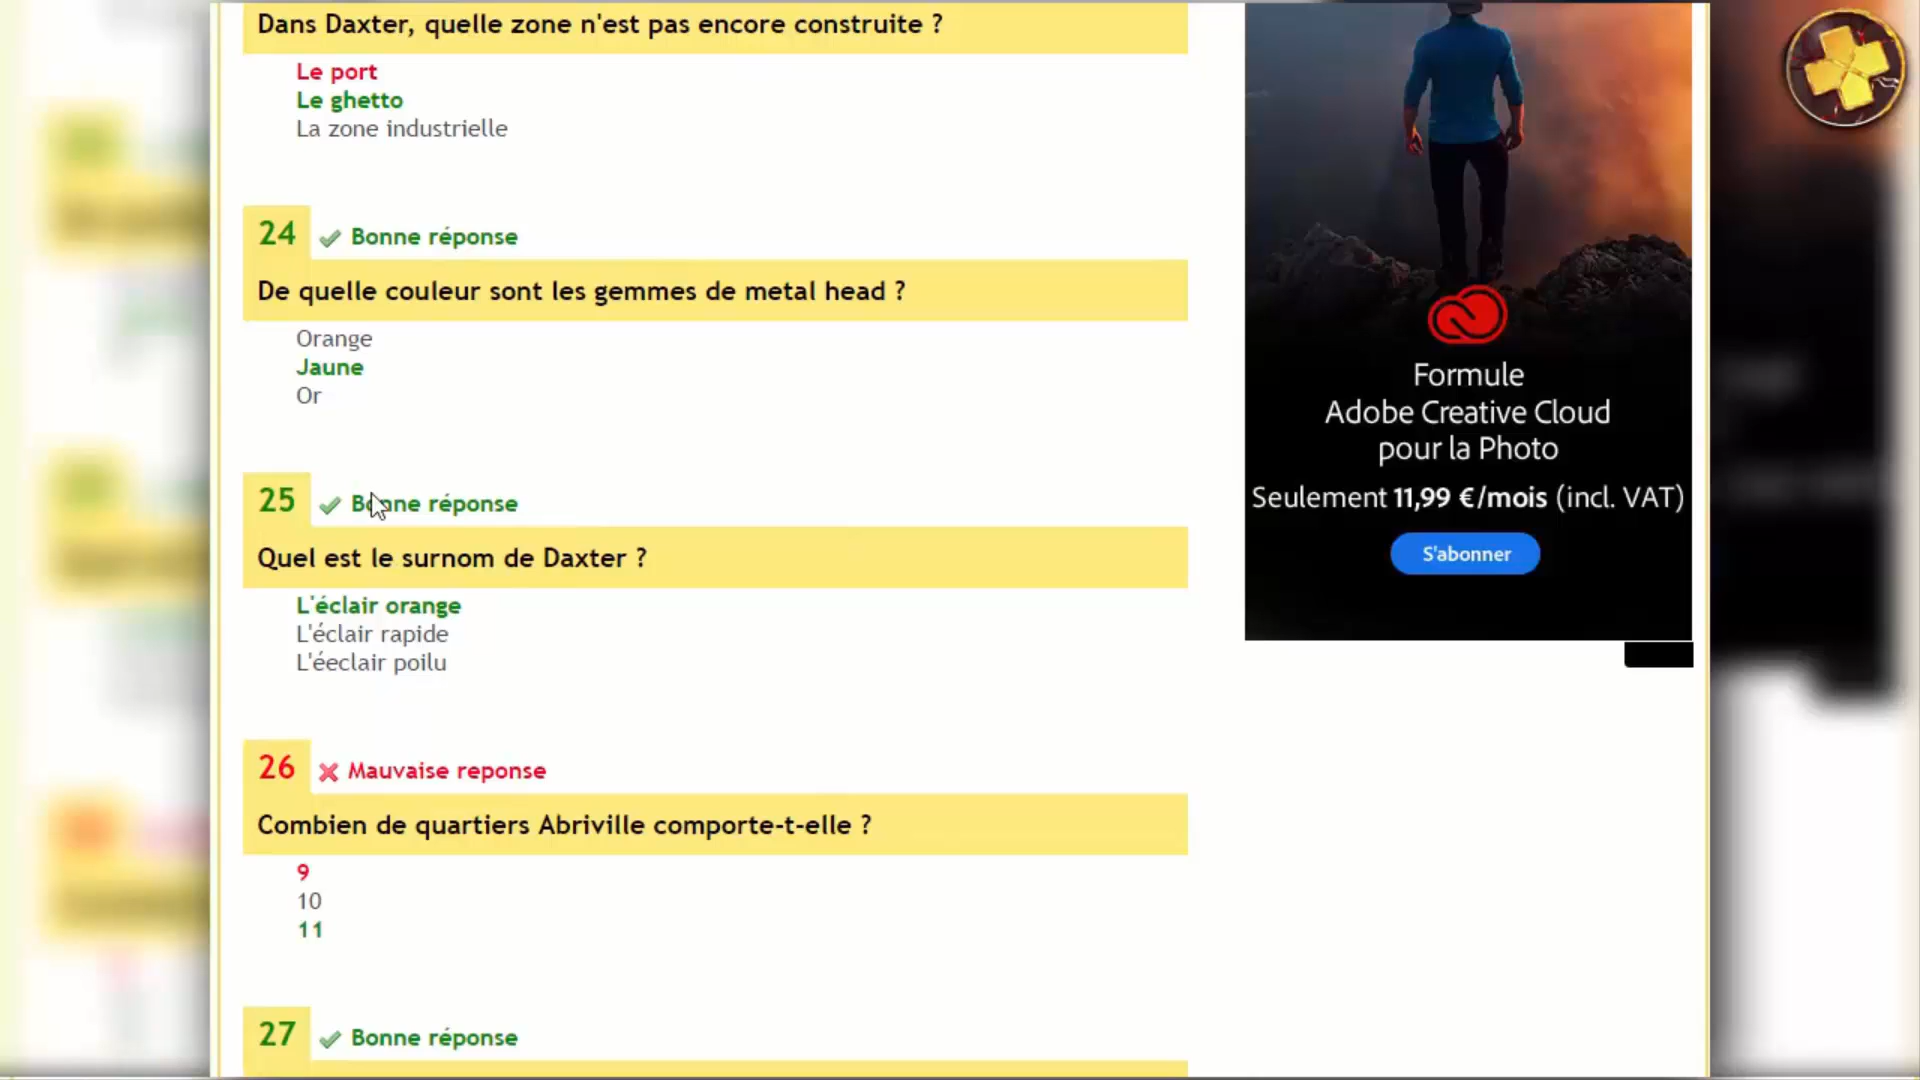 Dans Daxter, quelle zone n'est pas encore construite ?
Le port
Le ghetto
La zone industrielle
24 Bonne réponse
De quelle couleur sont les gemmes de metal head ?
Orange
Jaune
Or
25 Bonne réponse
Quel est le surnom de Daxter ?
L'éclair orange
L'éclair rapide
L'éeclair poilu
26 Mauvaise reponse
Combien de quartiers Abriville comporte-t-elle ?
9
10
11
27 Bonne réponse
Formule
Adobe Creative Cloud
pour la Photo
Seulement 11,99 €/mois (incl. VAT)
S'abonner